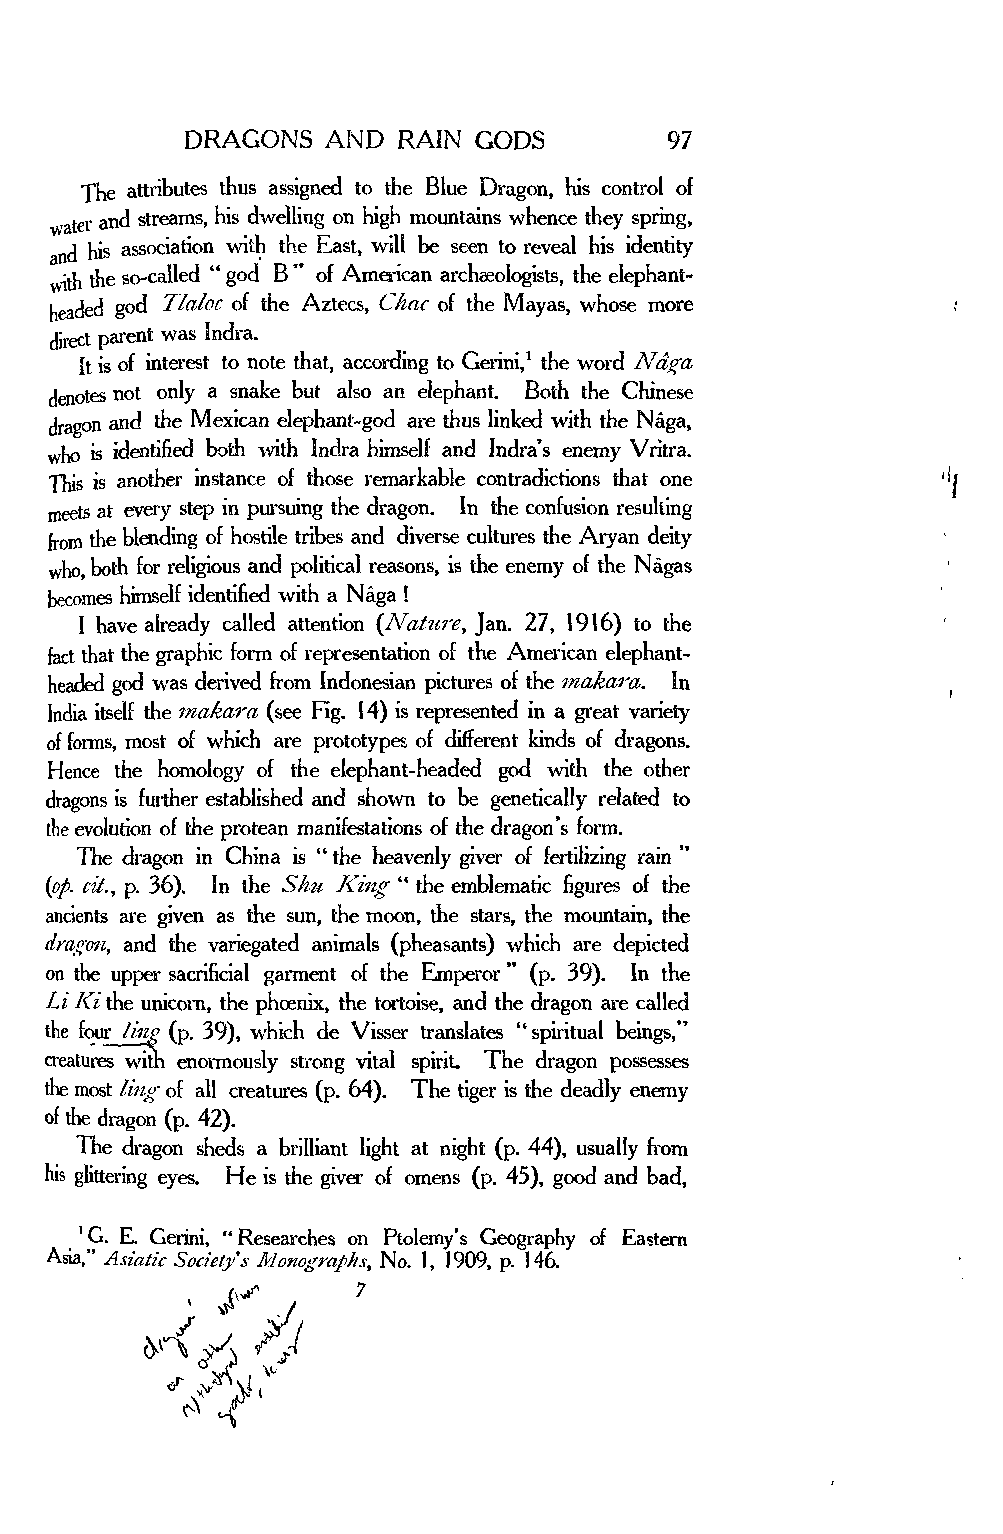 DRAGONS AND RAIN GODS 97
The attributes thus assigned to the Blue Dragon, his control of
water and streams, his dwelling on high mountains whence they spring,
and his association with the East, will be seen to reveal his identity
with the so-called “god B” of American archæologists, the elephant-
headed god Tlaloc of the Aztecs, Chac of the Mayas, whose more
direct parent was Indra.
It is of interest to note that, according to Gerini,¹ the word Nâga
denotes not only a snake but also an elephant. Both the Chinese
dragon and the Mexican elephant-god are thus linked with the Nâga,
who is identified both with Indra himself and Indra's enemy Vritra.
This is another instance of those remarkable contradictions that one
meets at every step in pursuing the dragon. In the confusion resulting
from the blending of hostile tribes and diverse cultures the Aryan deity
who, both for religious and political reasons, is the enemy of the Nâgas
becomes himself identified with a Nâga !
I have already called attention (Nature, Jan. 27, 1916) to the
fact that the graphic form of representation of the American elephant-
headed god was derived from Indonesian pictures of the makara. In
India itself the makara (see Fig. 14) is represented in a great variety
of forms, most of which are prototypes of different kinds of dragons.
Hence the homology of the elephant-headed god with the other
dragons is further established and shown to be genetically related to
the evolution of the protean manifestations of the dragon's form.
The dragon in China is “the heavenly giver of fertilizing rain”
(op. cit., p. 36). In the Shu King “the emblematic figures of the
ancients are given as the sun, the moon, the stars, the mountain, the
dragon, and the variegated animals (pheasants) which are depicted
on the upper sacrificial garment of the Emperor” (p. 39). In the
Li Ki the unicorn, the phœnix, the tortoise, and the dragon are called
the four ling (p. 39), which de Visser translates “spiritual beings,”
creatures with enormously strong vital spirit. The dragon possesses
the most ling of all creatures (p. 64). The tiger is the deadly enemy
of the dragon (p. 42).
The dragon sheds a brilliant light at night (p. 44), usually from
his glittering eyes. He is the giver of omens (p. 45), good and bad,
¹ G. E. Gerini, “Researches on Ptolemy's Geography of Eastern
Asia,” Asiatic Society's Monographs, No. 1, 1909, p. 146.
7
on other